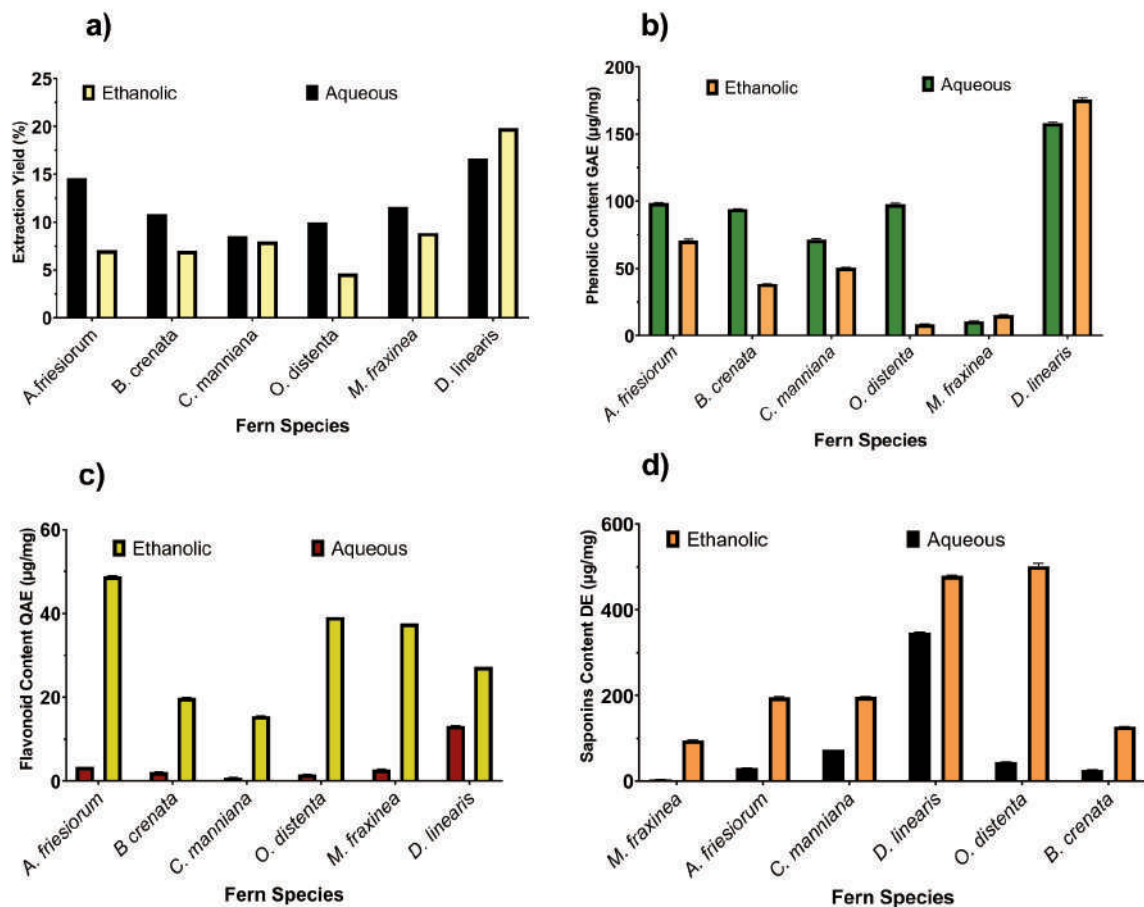 a)
Extraction Yield (%)
25
20
15
10
5
0
Ethanolic
Aqueous
A.friesiorum
B. crenata
C. manniana
O. distenta
M. fraxinea
D. linearis
Fern Species
b)
Phenolic Content GAE (µg/mg)
200
150
100
50
0
Ethanolic
Aqueous
A. friesiorum
B. crenata
C. manniana
O. distenta
M. fraxinea
D. linearis
Fern Species
c)
Flavonoid Content QAE (µg/mg)
60
40
20
0
Ethanolic
Aqueous
A. friesiorum
B crenata
C. manniana
O. distenta
M. fraxinea
D. linearis
Fern Species
d)
Saponins Content DE (µg/mg)
600
400
200
0
Ethanolic
Aqueous
M. fraxinea
A. friesiorum
C. manniana
D. linearis
O. distenta
B. crenata
Fern Species